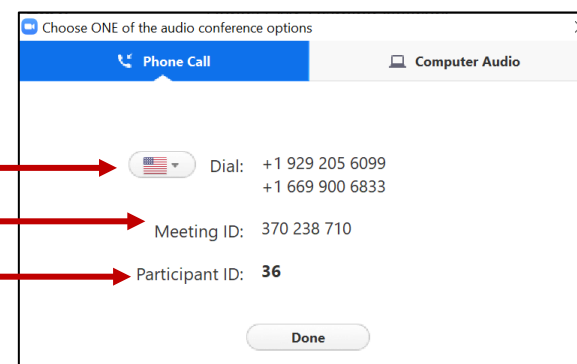 Choose ONE of the audio conference options
Phone Call
Computer Audio
Dial: +1 929 205 6099
+1 669 900 6833
Meeting ID: 370 238 710
Participant ID: 36
Done